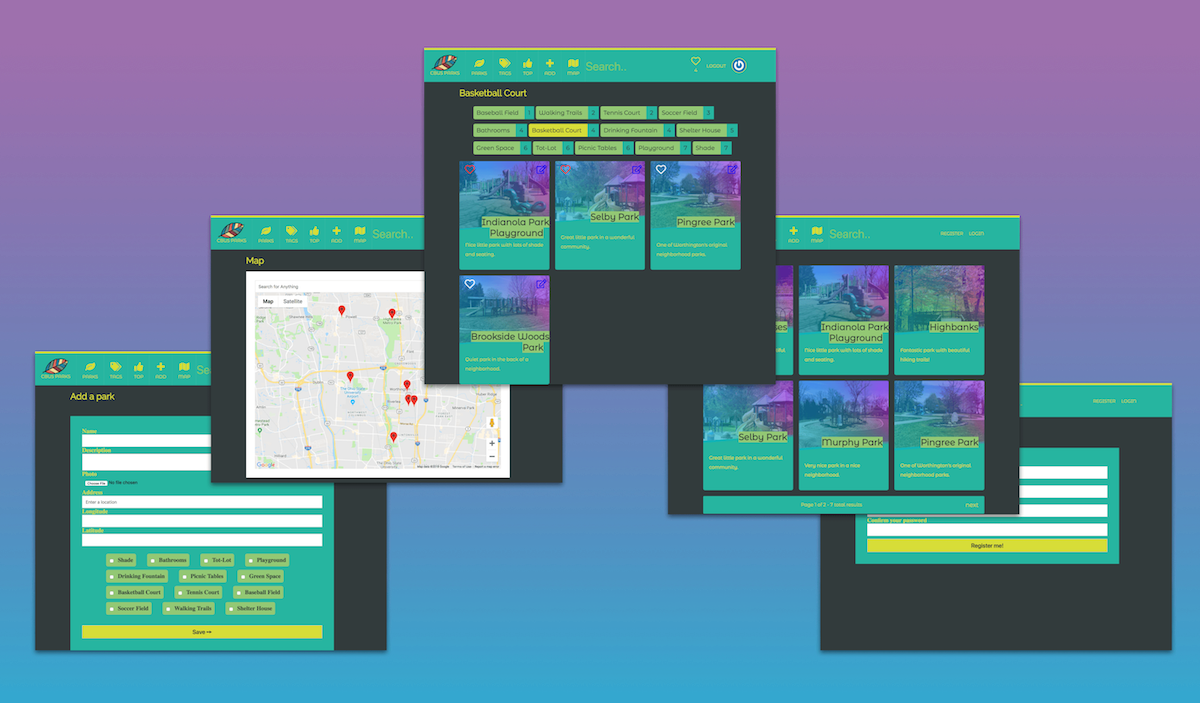 CBUS PARKS
PARKS
TAGS
TOP
ADD
MAP
Search..
4
LOGOUT
Basketball Court
Baseball Field 1
Walking Trails 2
Tennis Court 2
Soccer Field 3
Bathrooms 4
Basketball Court 4
Drinking Fountain 4
Shelter House 5
Green Space 6
Tot-Lot 6
Picnic Tables 6
Playground 7
Shade 7
Indianola Park
Playground
Nice little park with lots of shade
and seating.
Selby Park
Great little park in a wonderful
community.
Pingree Park
One of Worthington's original
neighborhood parks.
Brookside Woods
Park
Quiet park in the back of a
neighborhood.
CBUS PARKS
PARKS
TAGS
TOP
ADD
MAP
Search..
Map
Search for Anything
Map
Satellite
Google
ADD
MAP
Search..
REGISTER
LOGIN
Indianola Park
Playground
Nice little park with lots of shade
and seating.
Highbanks
Fantastic park with beautiful
hiking trails!
Selby Park
Great little park in a wonderful
community.
Murphy Park
Very nice park in a nice
neighborhood.
Pingree Park
One of Worthington's original
neighborhood parks.
Page 1 of 2 - 7 total results
next
CBUS PARKS
PARKS
TAGS
TOP
ADD
MAP
Se
Add a park
Name
Description
Photo
Choose File No file chosen
Address
Enter a location
Longitude
Latitude
Shade
Bathrooms
Tot-Lot
Playground
Drinking Fountain
Picnic Tables
Green Space
Basketball Court
Tennis Court
Baseball Field
Soccer Field
Walking Trails
Shelter House
Save →
REGISTER
LOGIN
Confirm your password
Register me!